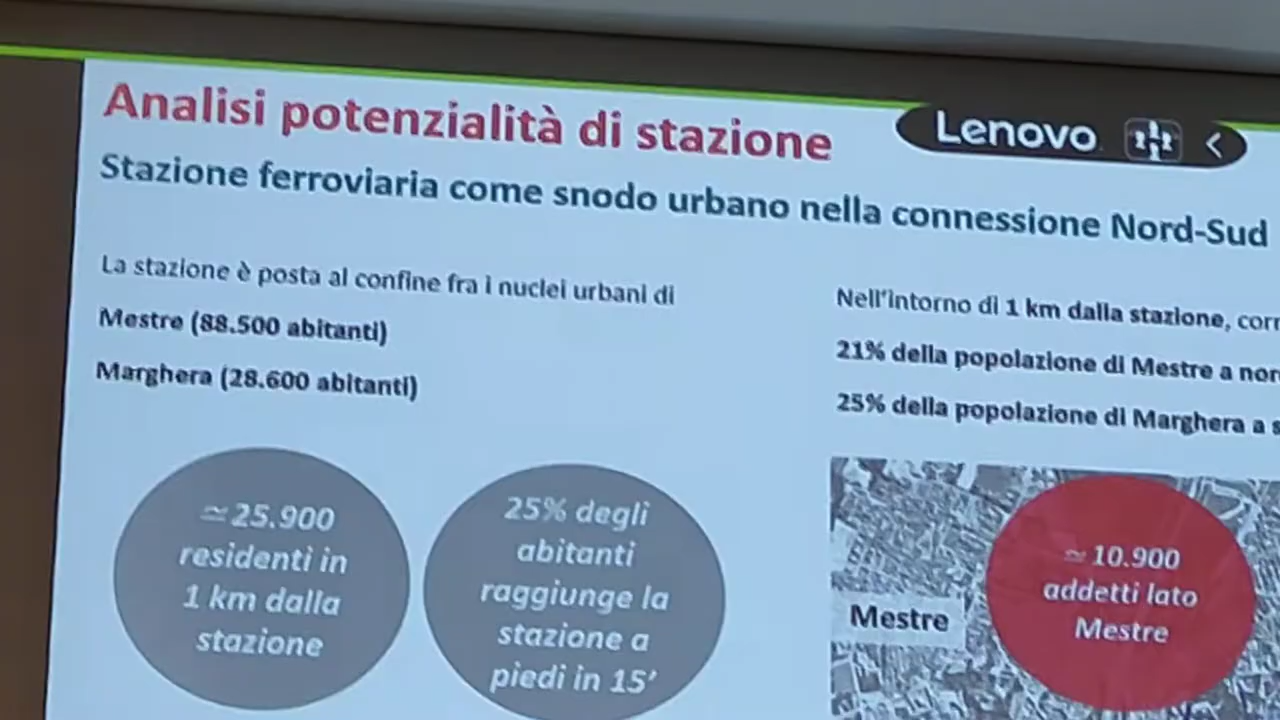 Analisi potenzialità di stazione
Lenovo
Stazione ferroviaria come snodo urbano nella connessione Nord-Sud
La stazione è posta al confine fra i nuclei urbani di
Mestre (88.500 abitanti)
Marghera (28.600 abitanti)
Nell'intorno di 1 km dalla stazione,
21% della popolazione di Mestre a
25% della popolazione di Marghera a
≃25.900
residenti in
1 km dalla
stazione
25% degli
abitanti
raggiunge la
stazione a
piedi in 15’
Mestre
≃ 10.900
addetti lato
Mestre